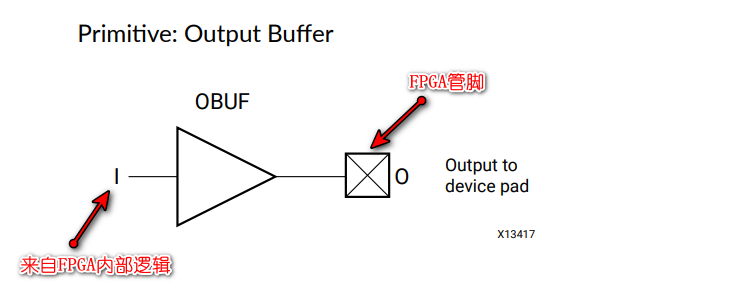 Primitive: Output Buffer
FPGA管脚
OBUF
I
O
Output to
device pad
X13417
来自FPGA内部逻辑